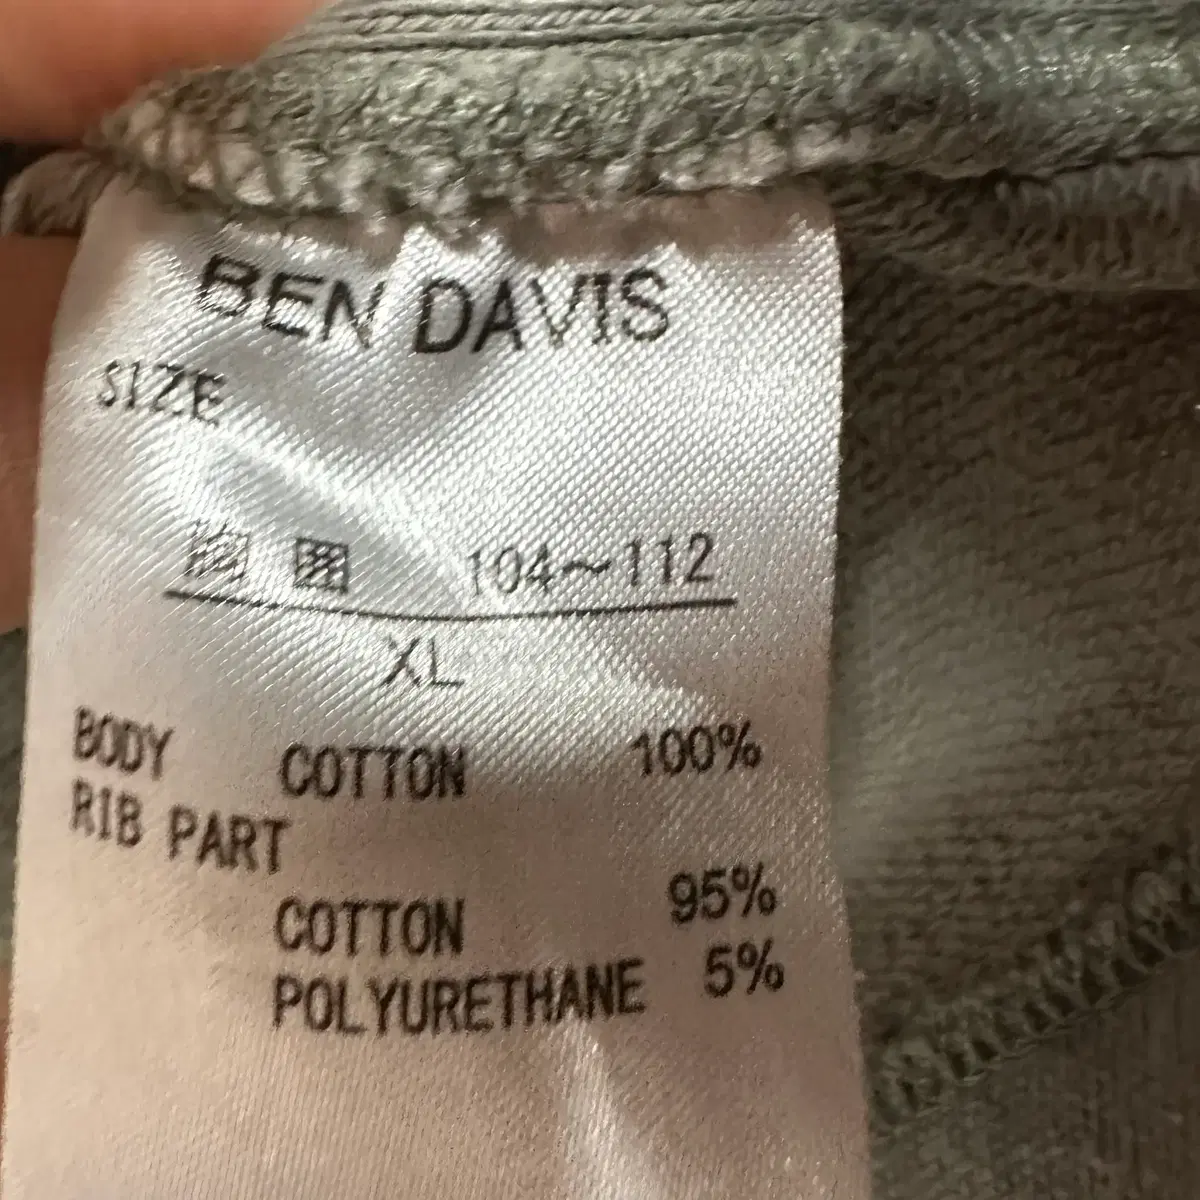 BEN DAVIS
SIZE
胸囲 104～112
XL
BODY COTTON 100%
RIB PART
COTTON 95%
POLYURETHANE 5%